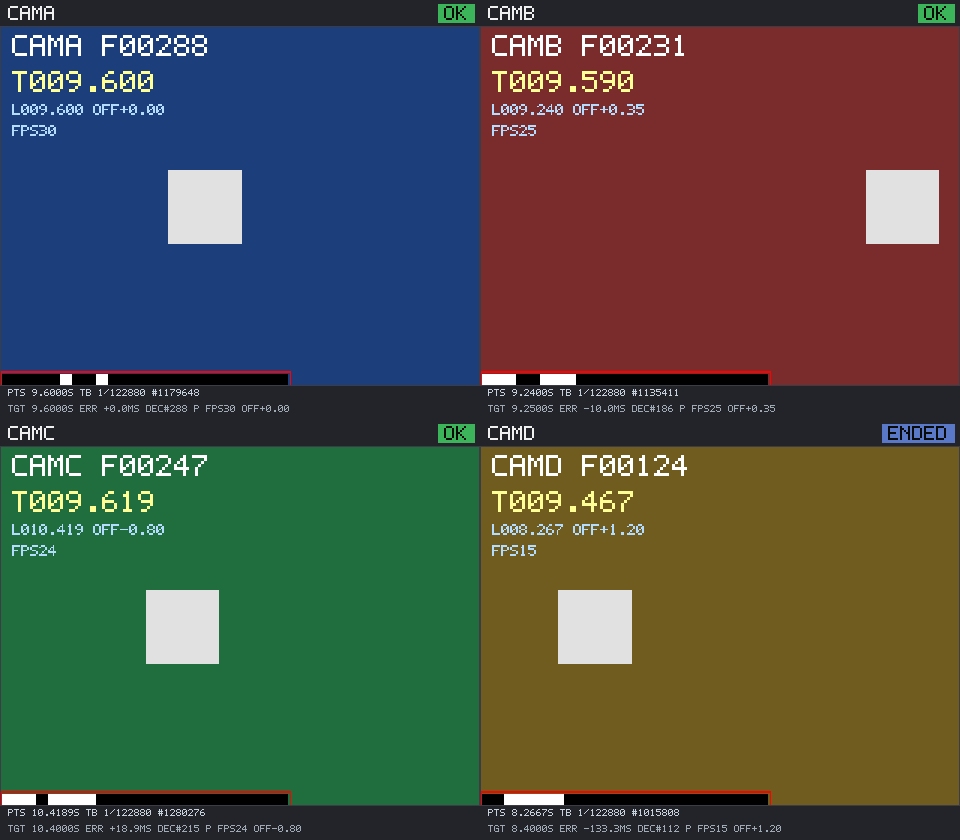 CAMA OK
CAMA F00288
T009.600
L009.600 OFF+0.00
FPS30
PTS 9.6000S TB 1/122880 #1179648
TGT 9.6000S ERR +0.0MS DEC#288 P FPS30 OFF+0.00
CAMB OK
CAMB F00231
T009.590
L009.240 OFF+0.35
FPS25
PTS 9.2400S TB 1/122880 #1135411
TGT 9.2500S ERR -10.0MS DEC#186 P FPS25 OFF+0.35
CAMC OK
CAMC F00247
T009.619
L010.419 OFF-0.80
FPS24
PTS 10.4189S TB 1/122880 #1280276
TGT 10.4000S ERR +18.9MS DEC#215 P FPS24 OFF-0.80
CAMD ENDED
CAMD F00124
T009.467
L008.267 OFF+1.20
FPS15
PTS 8.2667S TB 1/122880 #1015808
TGT 8.4000S ERR -133.3MS DEC#112 P FPS15 OFF+1.20